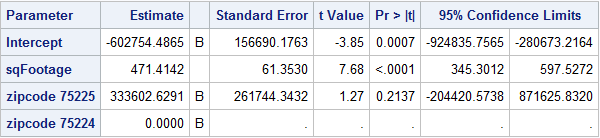 Parameter Estimate Standard Error t Value Pr > |t| 95% Confidence Limits
Intercept -602754.4865 B 156690.1763 -3.85 0.0007 -924835.7565 -280673.2164
sqFootage 471.4142 61.3530 7.68 <.0001 345.3012 597.5272
zipcode 75225 333602.6291 B 261744.3432 1.27 0.2137 -204420.5738 871625.8320
zipcode 75224 0.0000 B . . . . .